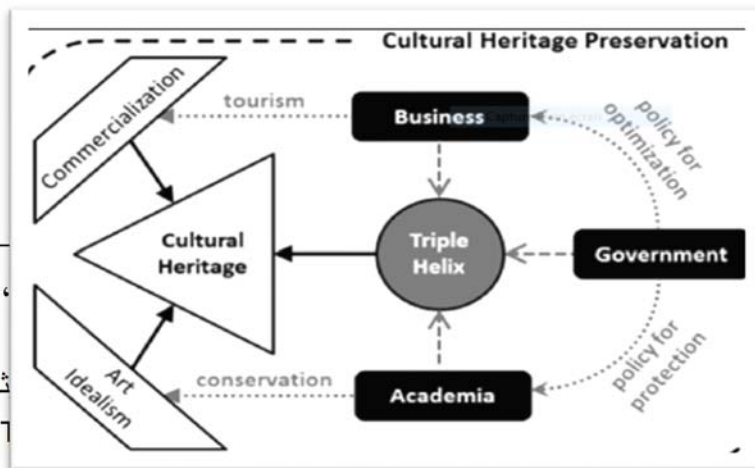 Cultural Heritage Preservation
Commercialization
tourism
Business
policy for
optimization
Cultural
Heritage
Triple
Helix
Government
Art
Idealism
conservation
Academia
policy for
protection